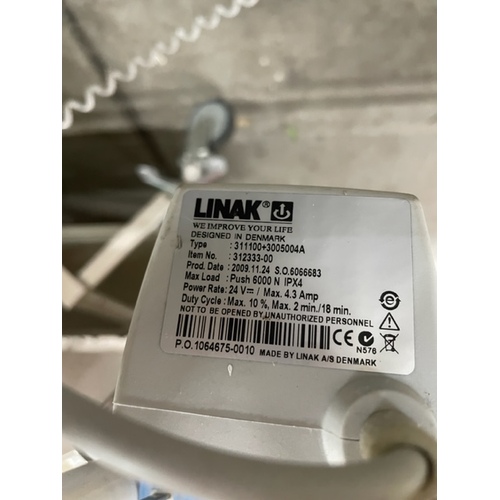 LINAK®
WE IMPROVE YOUR LIFE
DESIGNED IN DENMARK
Type : 311100+3005004A
Item No. : 312333-00
Prod. Date : 2009.11.24 S.O.6066683
Max Load : Push 6000 N IPX4
Power Rate: 24 V⎓ / Max. 4.3 Amp
Duty Cycle: Max. 10 %, Max. 2 min./18 min.
NOT TO BE OPENED BY UNAUTHORIZED PERSONNEL
CE
N576
P.O.1064675-0010 MADE BY LINAK A/S DENMARK